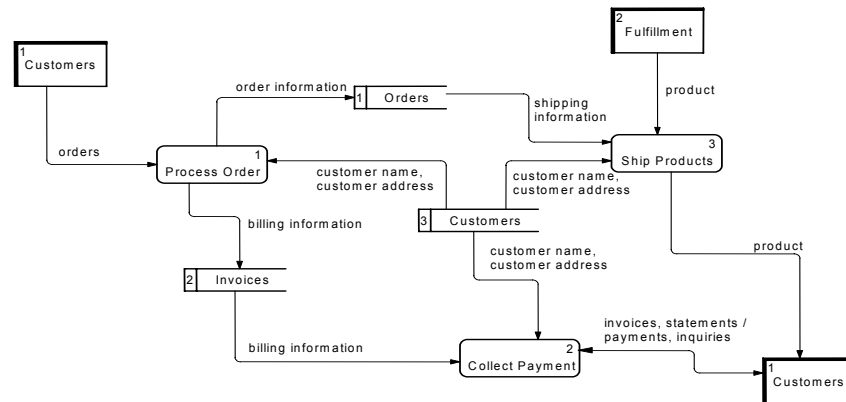 2
Fulfillment
1
Customers
order information
product
1 Orders
shipping
information
orders
1
Process Order
3
Ship Products
customer name,
customer address
customer name,
customer address
3 Customers
billing information
product
customer name,
customer address
2 Invoices
invoices, statements /
payments, inquiries
billing information
2
Collect Payment
1
Customers